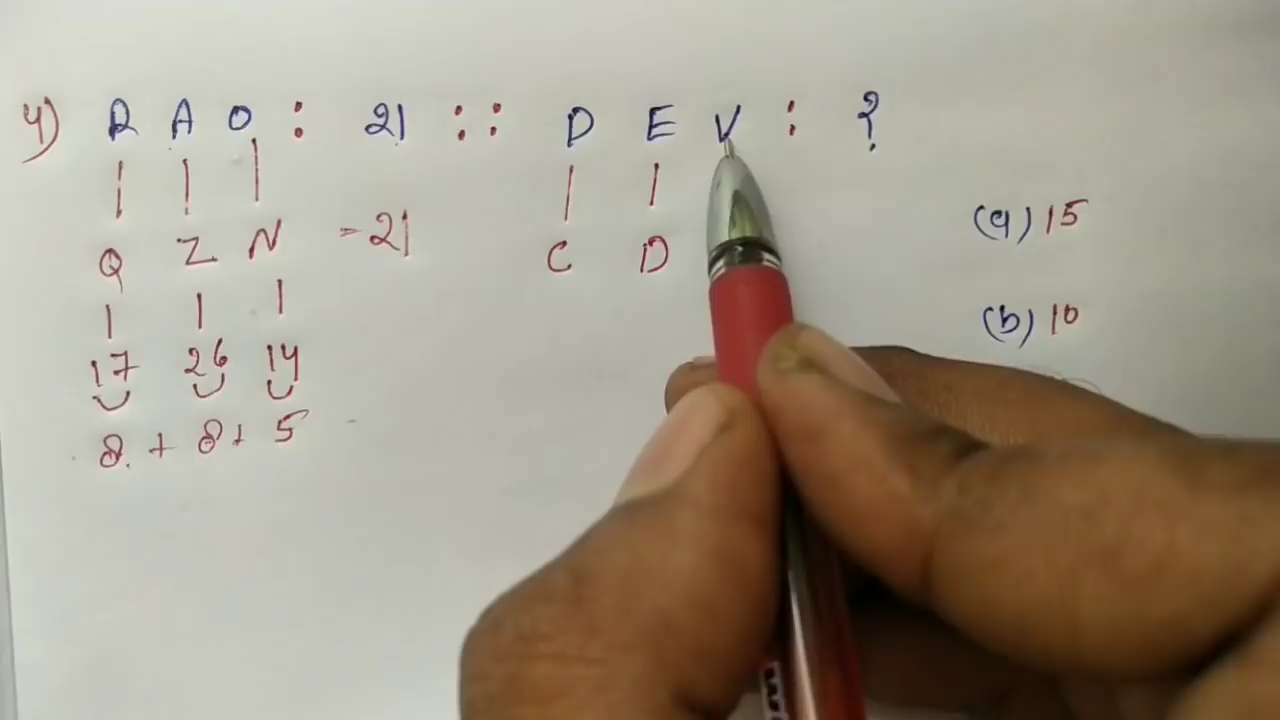 4) R A O : 21 :: D E V : ?
Q Z N = 21 C D
17 26 14
8 + 8 + 5
(a) 15
(b) 10